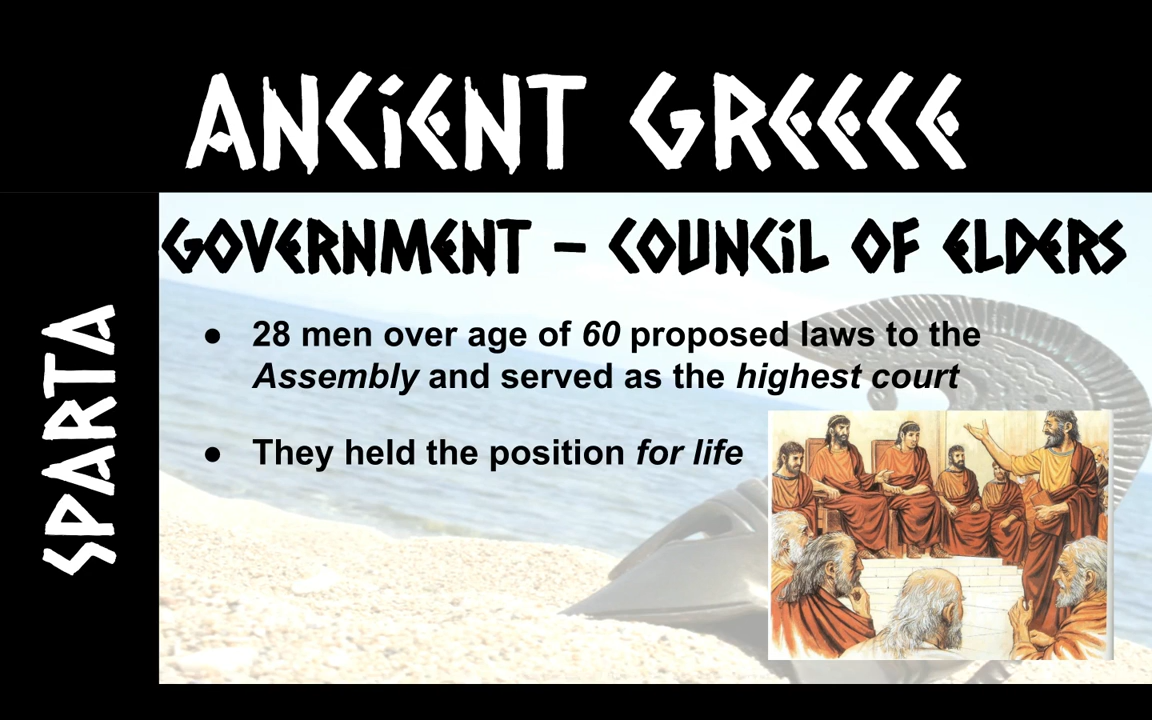 ANCiENT GREECE
SPARTA
GOVERNMENT – COUNCiL OF ELDERS
● 28 men over age of 60 proposed laws to the
Assembly and served as the highest court
● They held the position for life